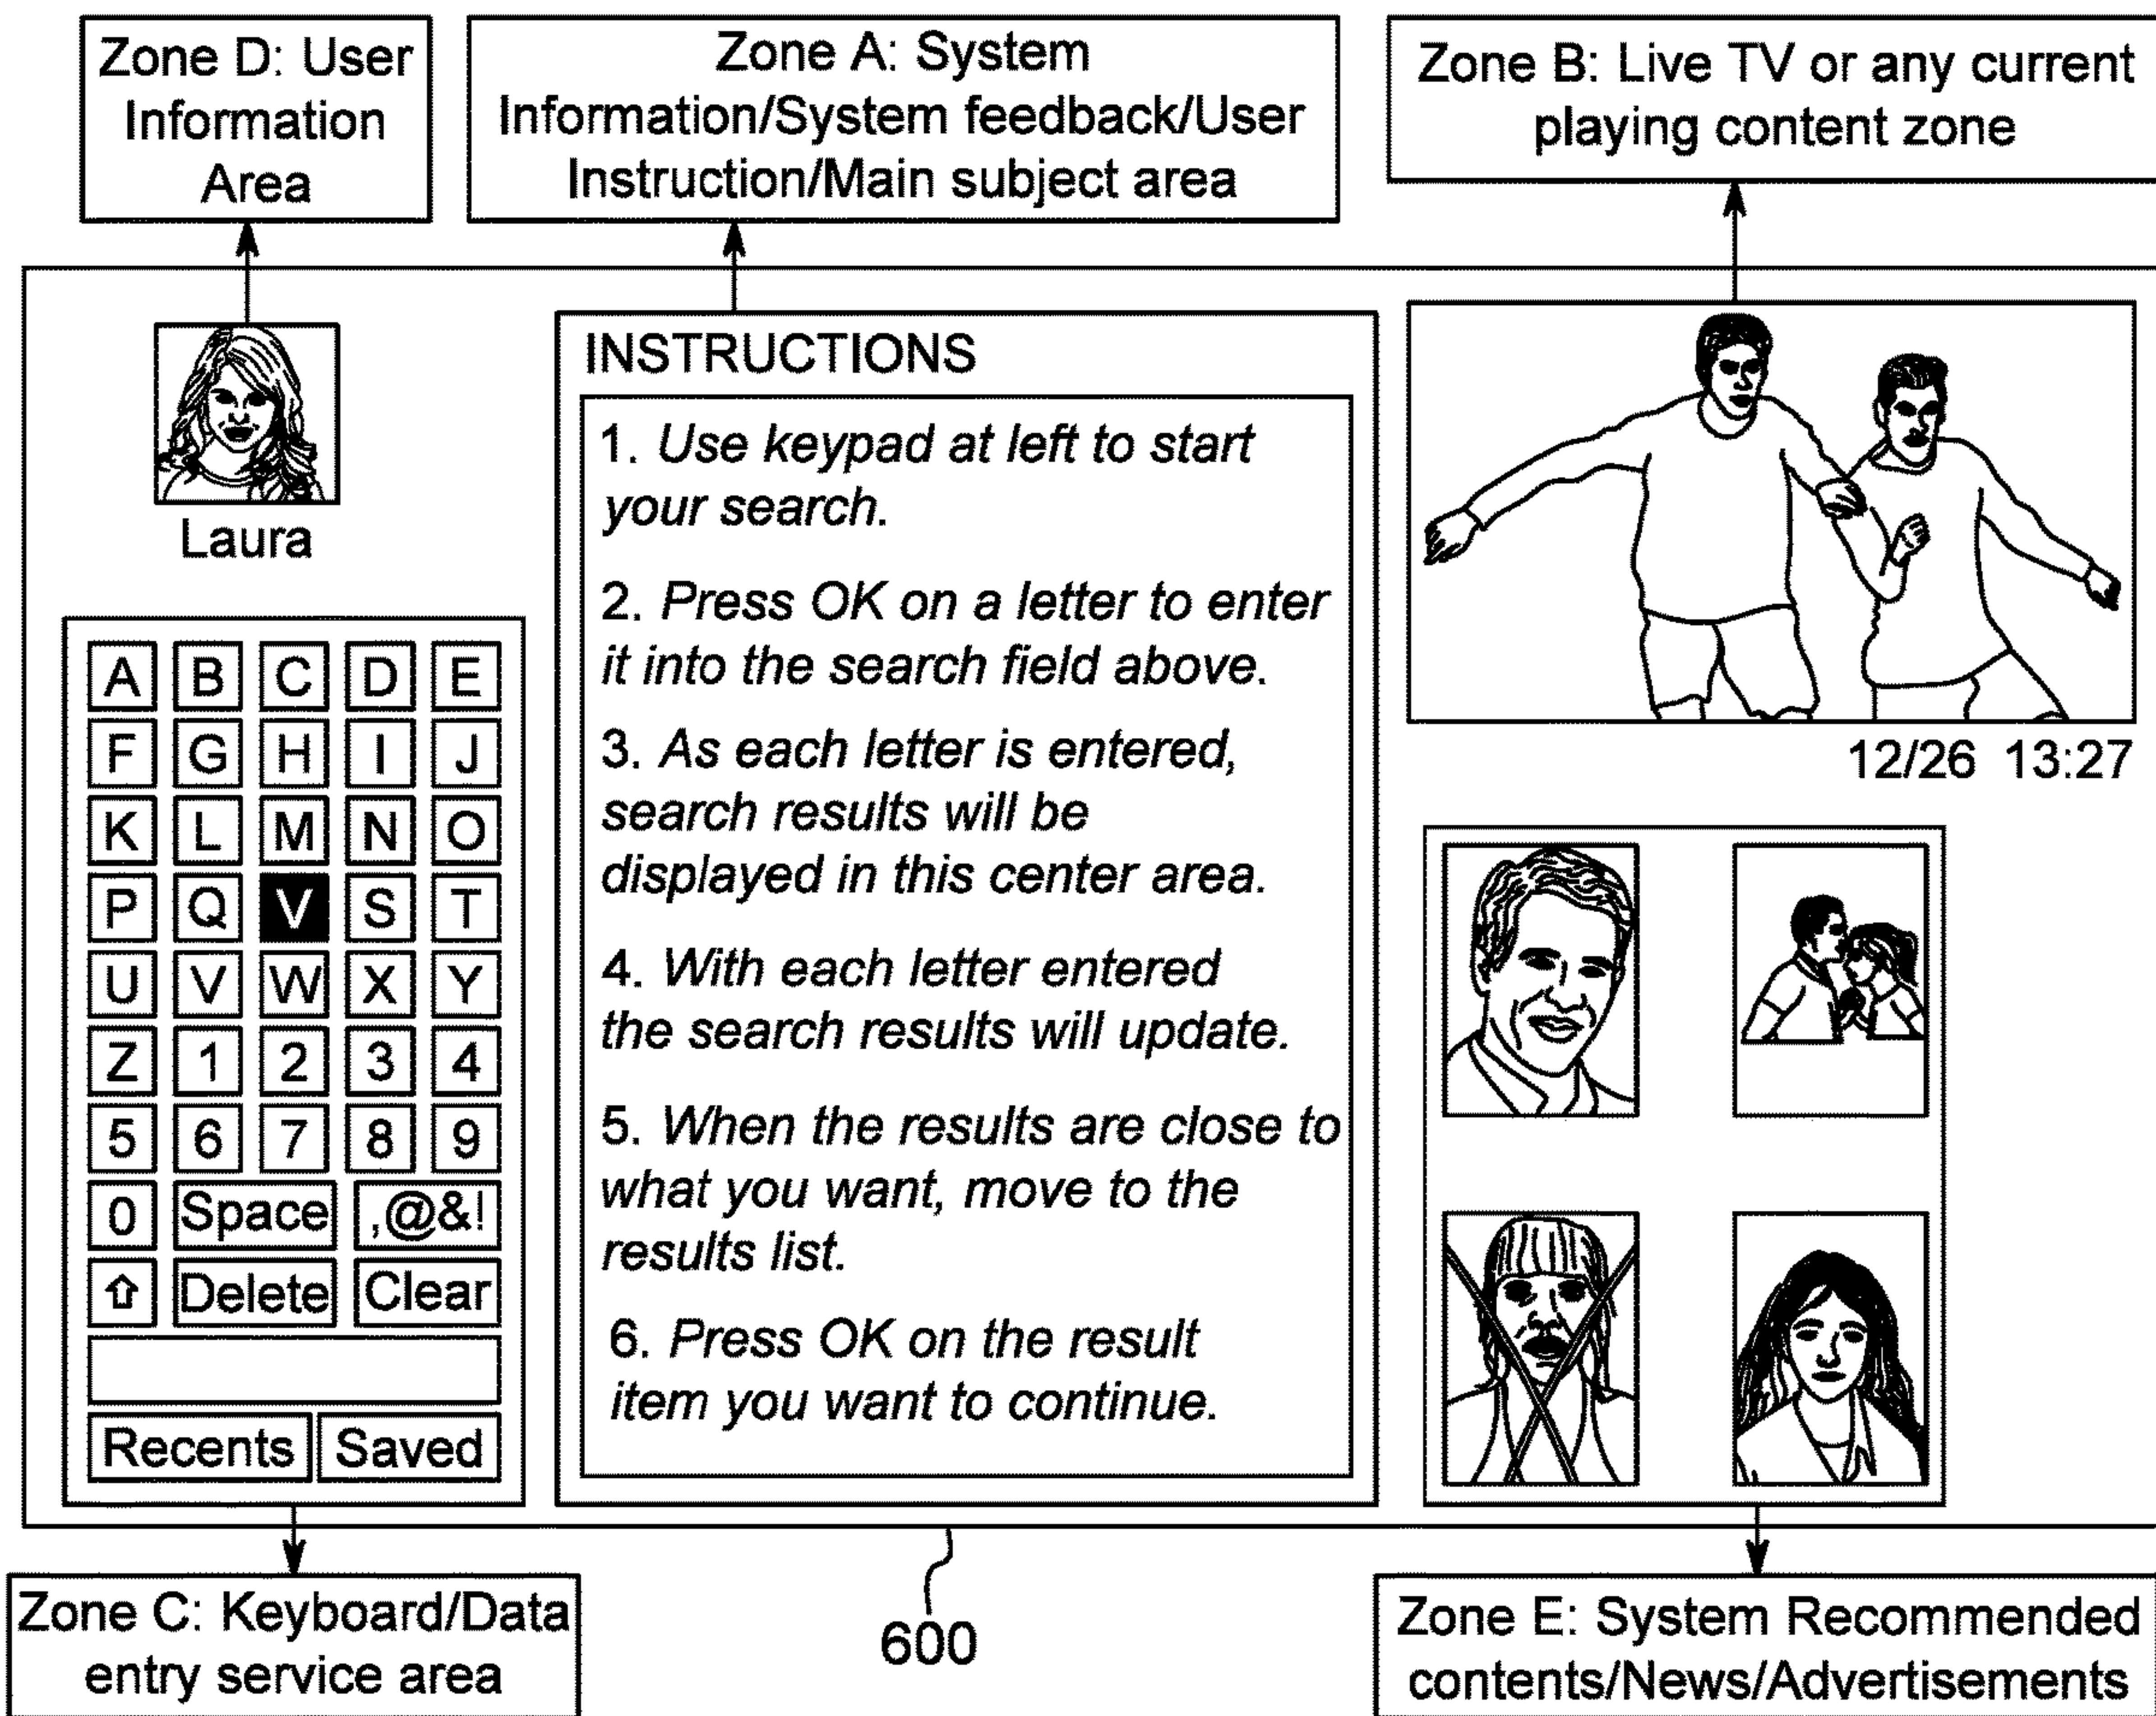 Zone D: User
Information
Area
Zone A: System
Information/System feedback/User
Instruction/Main subject area
Zone B: Live TV or any current
playing content zone
Laura
A B C D E
F G H I J
K L M N O
P Q V S T
U V W X Y
Z 1 2 3 4
5 6 7 8 9
0 Space ,@&!
⇧ Delete Clear
Recents Saved
INSTRUCTIONS
1. Use keypad at left to start
your search.
2. Press OK on a letter to enter
it into the search field above.
3. As each letter is entered,
search results will be
displayed in this center area.
4. With each letter entered
the search results will update.
5. When the results are close to
what you want, move to the
results list.
6. Press OK on the result
item you want to continue.
12/26 13:27
Zone C: Keyboard/Data
entry service area
600
Zone E: System Recommended
contents/News/Advertisements